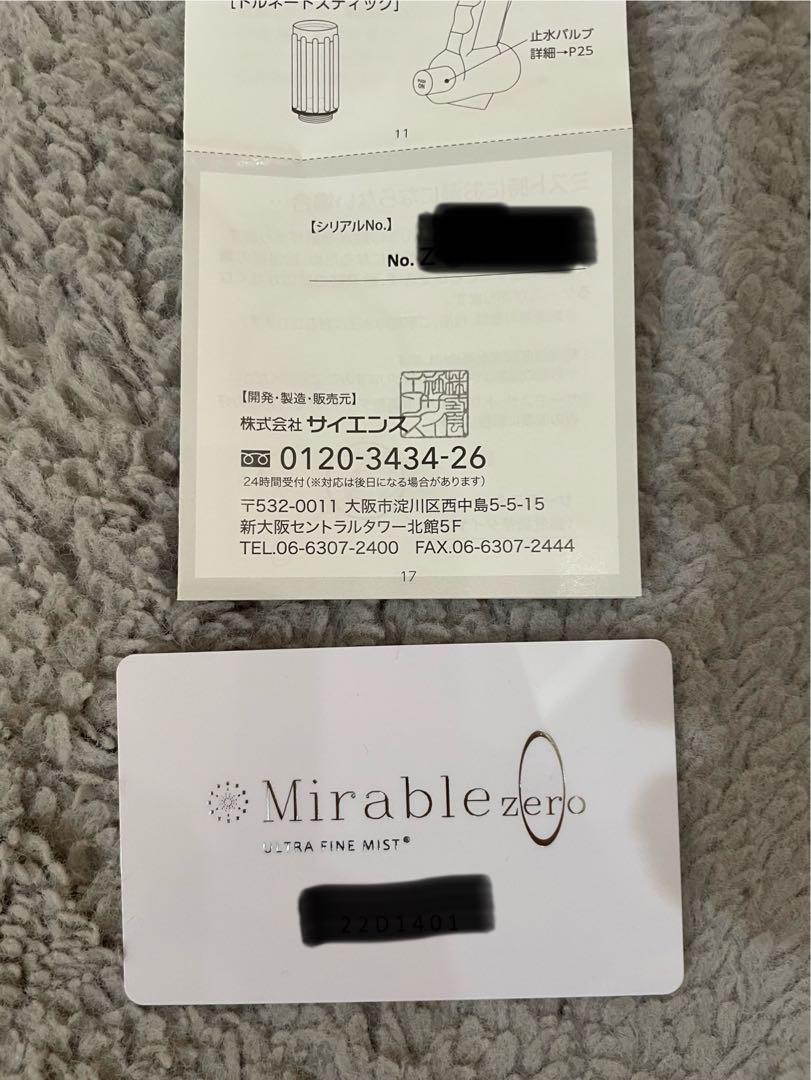 [トルネードスティック]
止水バルブ
詳細→P25
PUSH
ON
11
【シリアルNo.】
No. Z
【開発・製造・販売元】
株式会社 サイエンス
0120-3434-26
24時間受付(※対応は後日になる場合があります)
〒532-0011 大阪市淀川区西中島5-5-15
新大阪セントラルタワー北館5F
TEL.06-6307-2400 FAX.06-6307-2444
17
Mirable zero
ULTRA FINE MIST®
22D1401